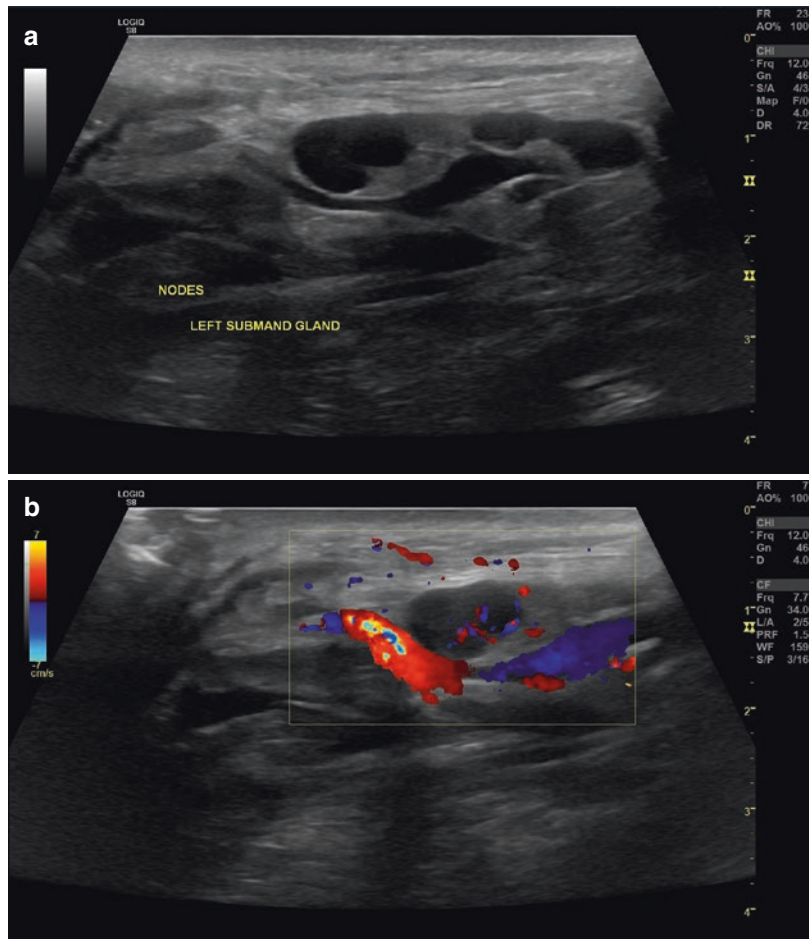 a
LOGIQ
S8
FR 23
AO% 100
CHI
Frq 12.0
Gn 46
S/A 4/3
Map F/0
D 4.0
DR 72
0
1
2
3
4
NODES
LEFT SUBMAND GLAND
b
LOGIQ
S8
7
-7
cm/s
FR 7
AO% 100
CHI
Frq 12.0
Gn 46
D 4.0
CF
Frq 7.7
Gn 34.0
L/A 2/5
PRF 1.5
WF 159
S/P 3/16
0
1
2
3
4